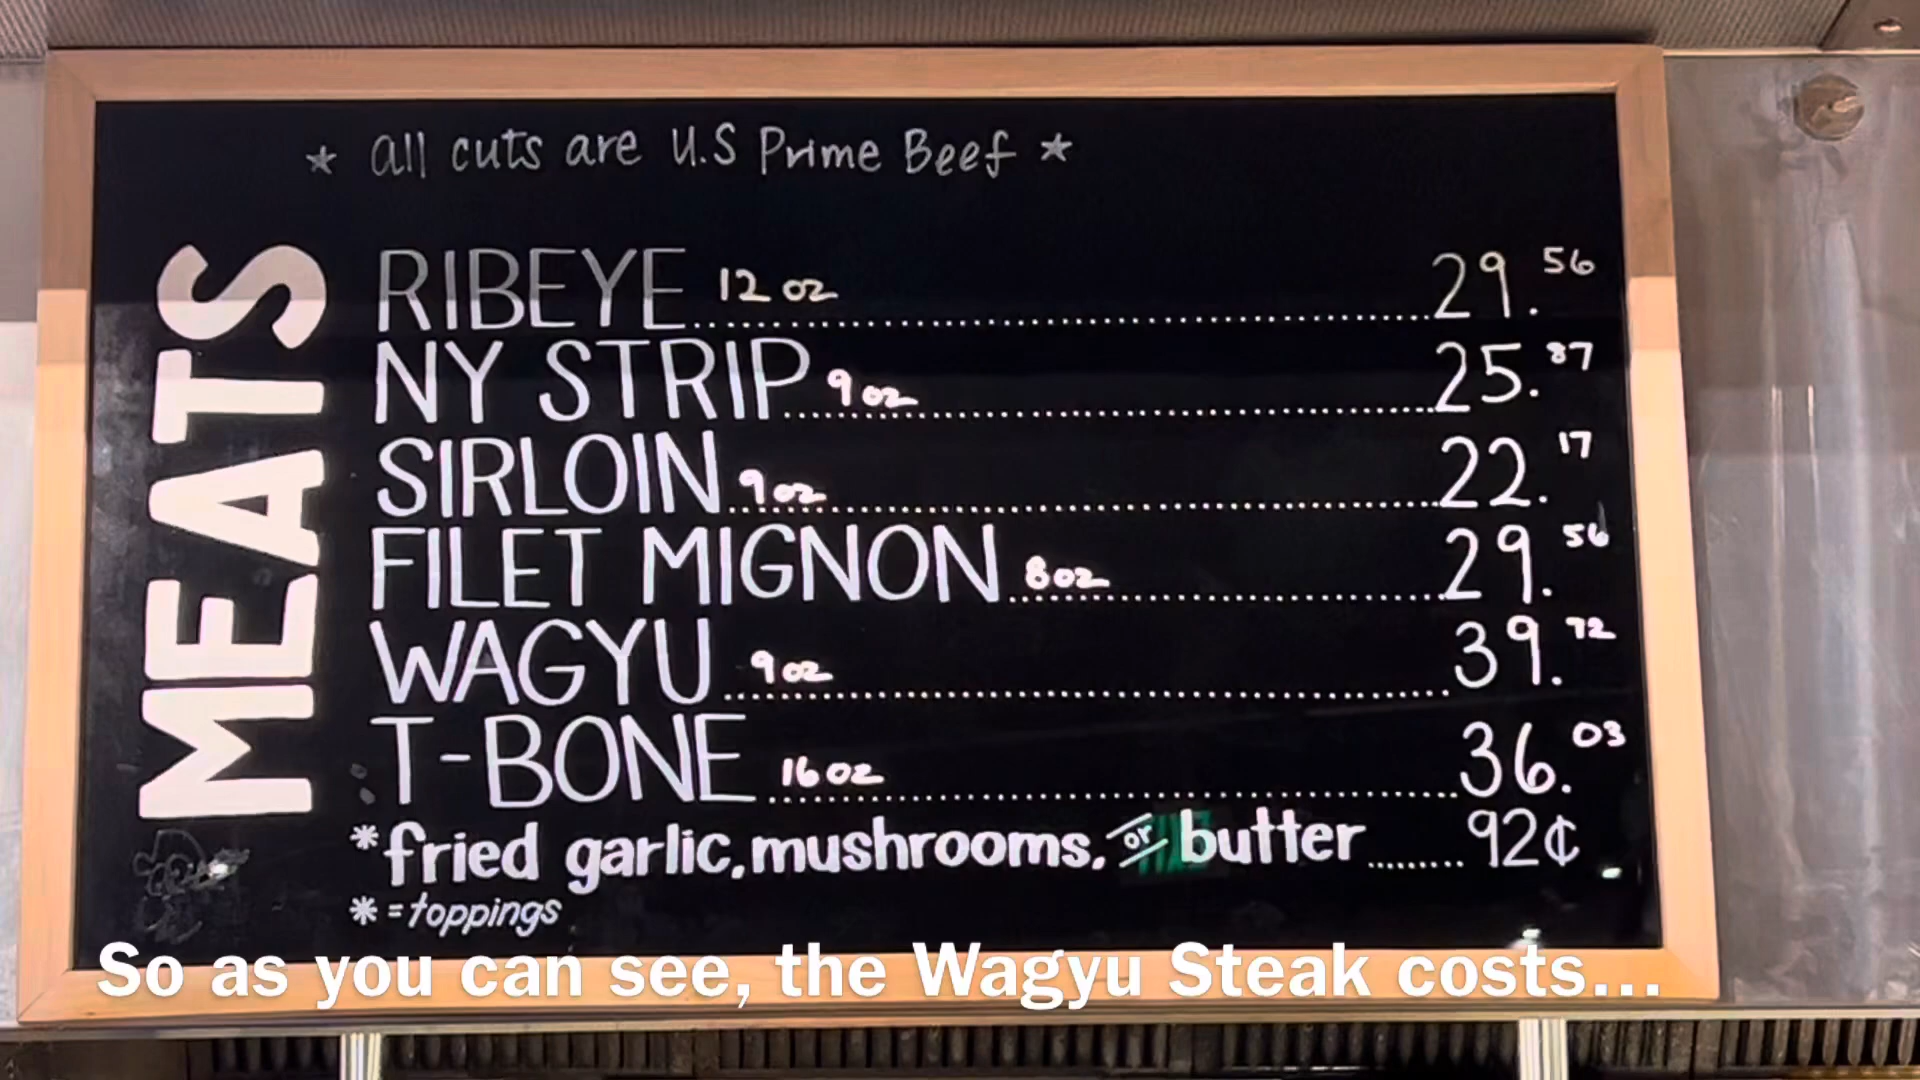 ★ all cuts are U.S Prime Beef ★
MEATS
RIBEYE 12 oz 29.56
NY STRIP 9 oz 25.87
SIRLOIN 9 oz 22.17
FILET MIGNON 8 oz 29.56
WAGYU 9 oz 39.72
T-BONE 16 oz 36.03
*fried garlic, mushrooms, or butter 92¢
* = toppings
So as you can see, the Wagyu Steak costs...